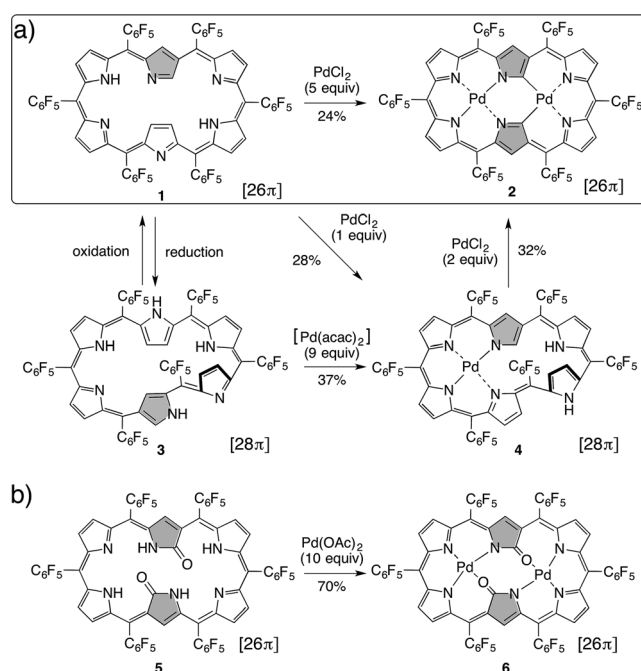 a)
C6F5 C6F5 C6F5 C6F5
NH N N
C6F5 C6F5
N N HN
C6F5 C6F5 C6F5 C6F5
1 [26π]
PdCl2
(5 equiv)
24%
N N
Pd Pd
N N
2 [26π]
oxidation
reduction
PdCl2
(1 equiv)
28%
PdCl2
(2 equiv)
32%
C6F5 H C6F5
N
NH HN
C6F5 C6F5 C6F5
N N H N
C6F5
3 [28π]
[Pd(acac)2]
(9 equiv)
37%
C6F5 C6F5
N N HN
Pd C6F5
C6F5
N N N H
C6F5
4 [28π]
b)
C6F5 C6F5
NH HN O HN
C6F5 C6F5
NH O NH N
C6F5 C6F5
5 [26π]
Pd(OAc)2
(10 equiv)
70%
C6F5 C6F5
N N O N
Pd O Pd
C6F5 C6F5
N N N
C6F5 C6F5
6 [26π]